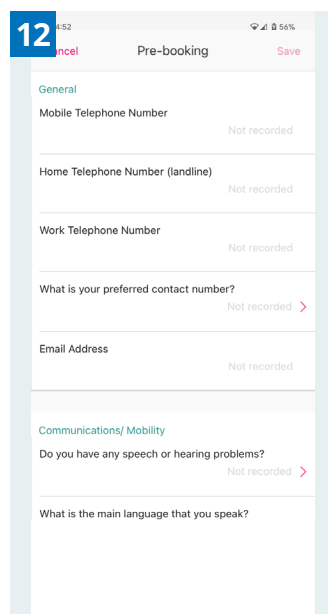 12
4:52
56%
ncel
Pre-booking
Save
General
Mobile Telephone Number
Not recorded
Home Telephone Number (landline)
Not recorded
Work Telephone Number
Not recorded
What is your preferred contact number?
Not recorded
Email Address
Not recorded
Communications/ Mobility
Do you have any speech or hearing problems?
Not recorded
What is the main language that you speak?